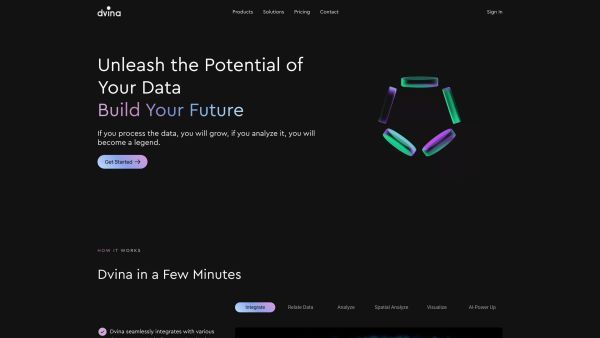 dvina
Products Solutions Pricing Contact Sign In
Unleash the Potential of
Your Data
Build Your Future
If you process the data, you will grow, if you analyze it, you will
become a legend.
Get Started →
HOW IT WORKS
Dvina in a Few Minutes
Integrate Relate Data Analyze Spatial Analyze Visualize AI-Power Up
Dvina seamlessly integrates with various